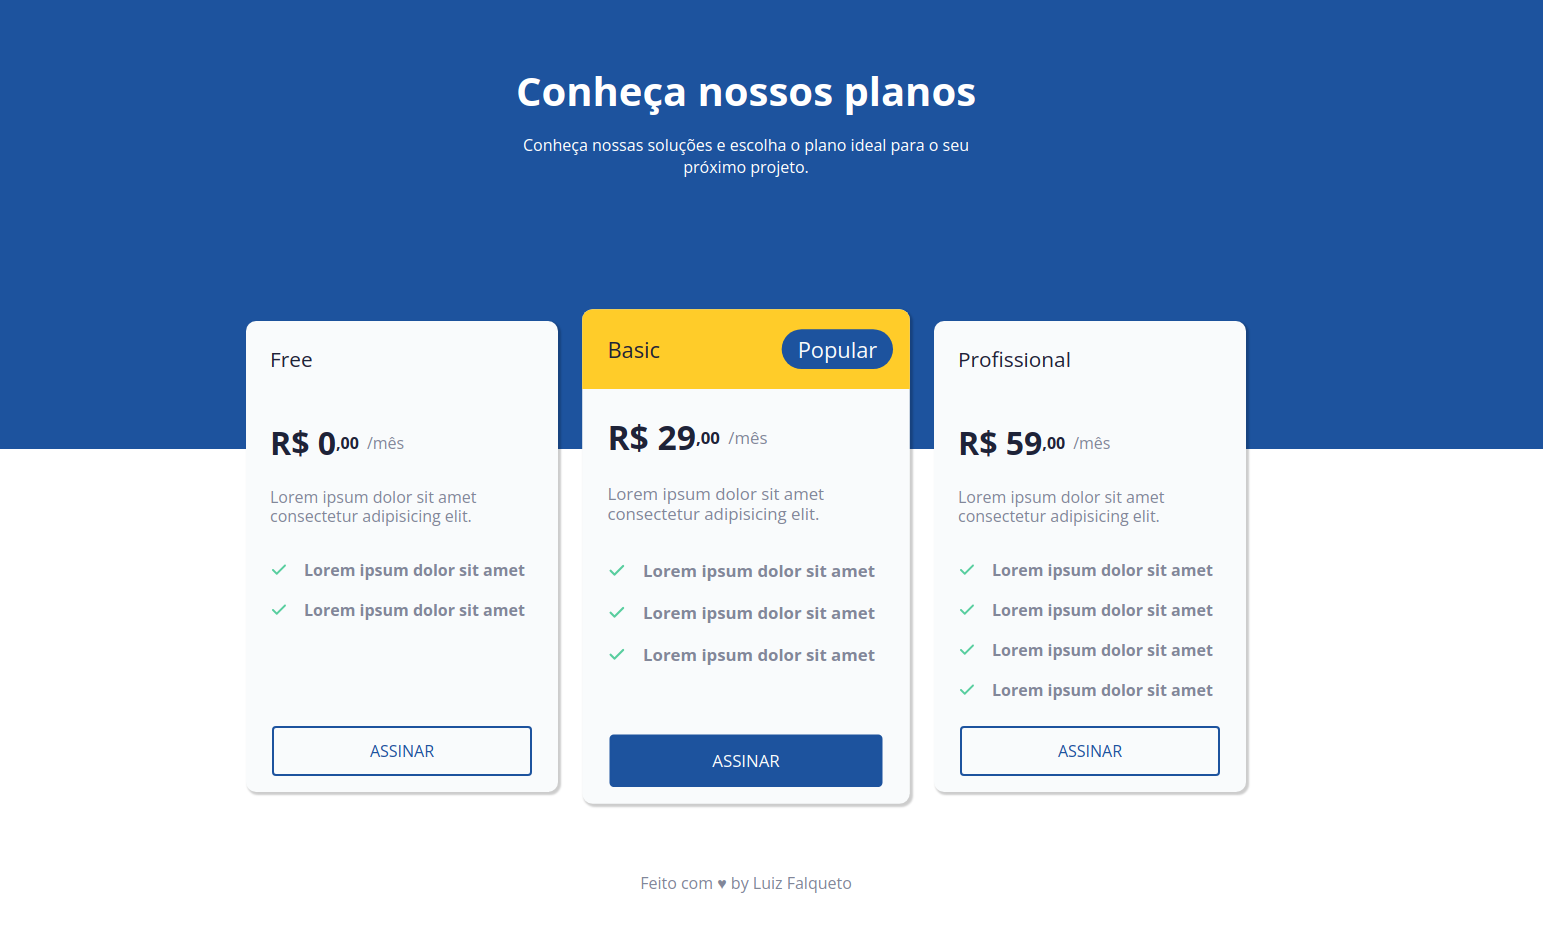 Conheça nossos planos
Conheça nossas soluções e escolha o plano ideal para o seu
próximo projeto.
Free
R$ 0,00 /mês
Lorem ipsum dolor sit amet
consectetur adipisicing elit.
Lorem ipsum dolor sit amet
Lorem ipsum dolor sit amet
ASSINAR
Basic
Popular
R$ 29,00 /mês
Lorem ipsum dolor sit amet
consectetur adipisicing elit.
Lorem ipsum dolor sit amet
Lorem ipsum dolor sit amet
Lorem ipsum dolor sit amet
ASSINAR
Profissional
R$ 59,00 /mês
Lorem ipsum dolor sit amet
consectetur adipisicing elit.
Lorem ipsum dolor sit amet
Lorem ipsum dolor sit amet
Lorem ipsum dolor sit amet
Lorem ipsum dolor sit amet
ASSINAR
Feito com ♥ by Luiz Falqueto